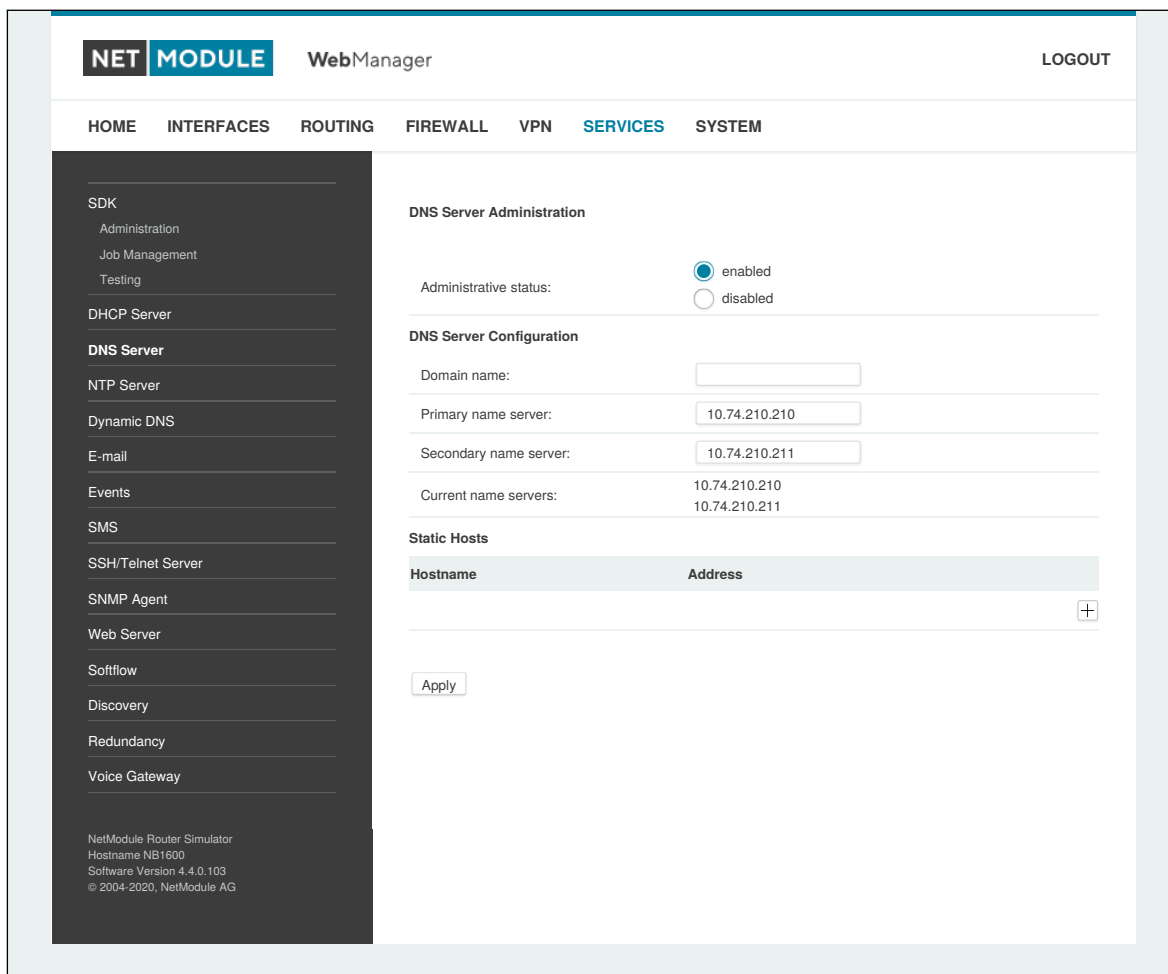 NET MODULE WebManager LOGOUT
HOME INTERFACES ROUTING FIREWALL VPN SERVICES SYSTEM
SDK
Administration
Job Management
Testing
DHCP Server
DNS Server
NTP Server
Dynamic DNS
E-mail
Events
SMS
SSH/Telnet Server
SNMP Agent
Web Server
Softflow
Discovery
Redundancy
Voice Gateway
NetModule Router Simulator
Hostname NB1600
Software Version 4.4.0.103
© 2004-2020, NetModule AG
DNS Server Administration
Administrative status:
enabled
disabled
DNS Server Configuration
Domain name:
Primary name server: 10.74.210.210
Secondary name server: 10.74.210.211
Current name servers:
10.74.210.210
10.74.210.211
Static Hosts
Hostname Address
Apply